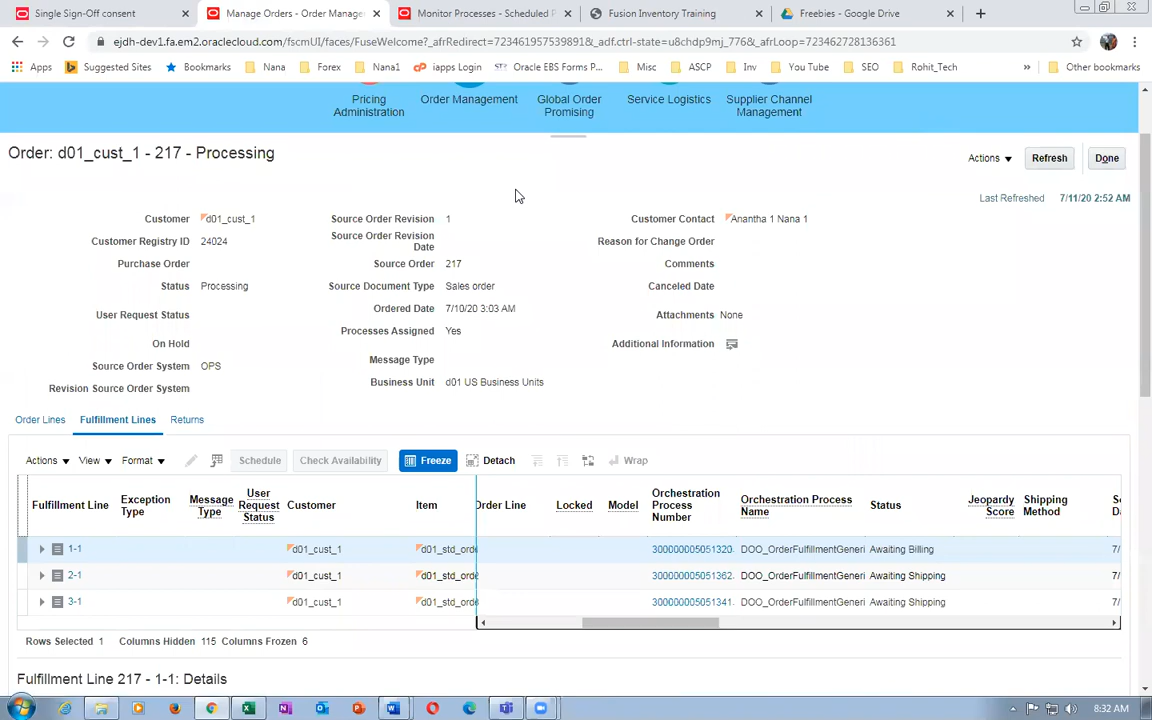 Single Sign-Off consent
Manage Orders - Order Manage
Monitor Processes - Scheduled P
Fusion Inventory Training
Freebies - Google Drive
ejdh-dev1.fa.em2.oraclecloud.com/fscmUI/faces/FuseWelcome?_afrRedirect=7234619575398918&_adf.ctrl-state=u8chdp9mj_776&_afrLoop=723462728136361
Apps Suggested Sites Bookmarks Nana Forex Nana1 iapps Login Oracle EBS Forms P... Misc ASCP Inv You Tube SEO Rohit_Tech » Other bookmarks
Pricing Administration
Order Management
Global Order Promising
Service Logistics
Supplier Channel Management
Order: d01_cust_1 - 217 - Processing
Actions Refresh Done
Last Refreshed 7/11/20 2:52 AM
Customer d01_cust_1
Customer Registry ID 24024
Purchase Order
Status Processing
User Request Status
On Hold
Source Order System OPS
Revision Source Order System
Source Order Revision 1
Source Order Revision Date
Source Order 217
Source Document Type Sales order
Ordered Date 7/10/20 3:03 AM
Processes Assigned Yes
Message Type
Business Unit d01 US Business Units
Customer Contact Anantha 1 Nana 1
Reason for Change Order
Comments
Canceled Date
Attachments None
Additional Information
Order Lines Fulfillment Lines Returns
Actions View Format Schedule Check Availability Freeze Detach Wrap
Fulfillment Line Exception Type Message Type User Request Status Customer Item Order Line Locked Model Orchestration Process Number Orchestration Process Name Status Jeopardy Score Shipping Method
1-1 d01_cust_1 d01_std_orde 300000005051320 DOO_OrderFulfillmentGeneri Awaiting Billing 7/
2-1 d01_cust_1 d01_std_orde 300000005051362 DOO_OrderFulfillmentGeneri Awaiting Shipping 7/
3-1 d01_cust_1 d01_std_orde 300000005051341 DOO_OrderFulfillmentGeneri Awaiting Shipping 7/
Rows Selected 1 Columns Hidden 115 Columns Frozen 6
Fulfillment Line 217 - 1-1: Details
8:32 AM